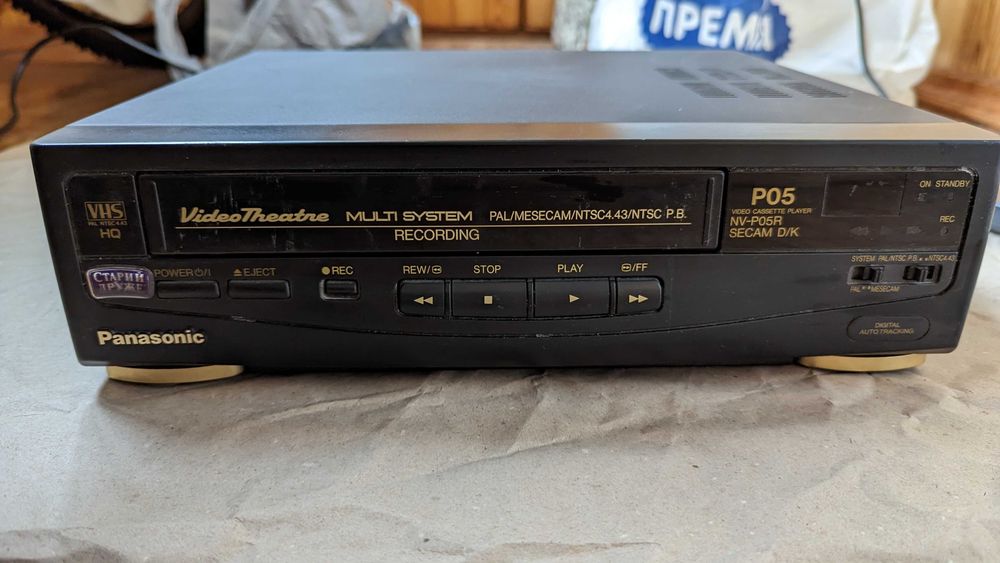 ПРЕМА
VHS
PAL NTSC4.43
HQ
VideoTheatre MULTI SYSTEM PAL/MESECAM/NTSC4.43/NTSC P.B.
RECORDING
P05
VIDEO CASSETTE PLAYER
NV-P05R
SECAM D/K
ON STANDBY
REC
SYSTEM PAL/NTSC P.B. NTSC4.43
PAL MESECAM
СТАРИЙ
ДРУЖЕ
POWER ⏻/I
⏏ EJECT
● REC
REW/
STOP
PLAY
/FF
Panasonic
DIGITAL
AUTO TRACKING